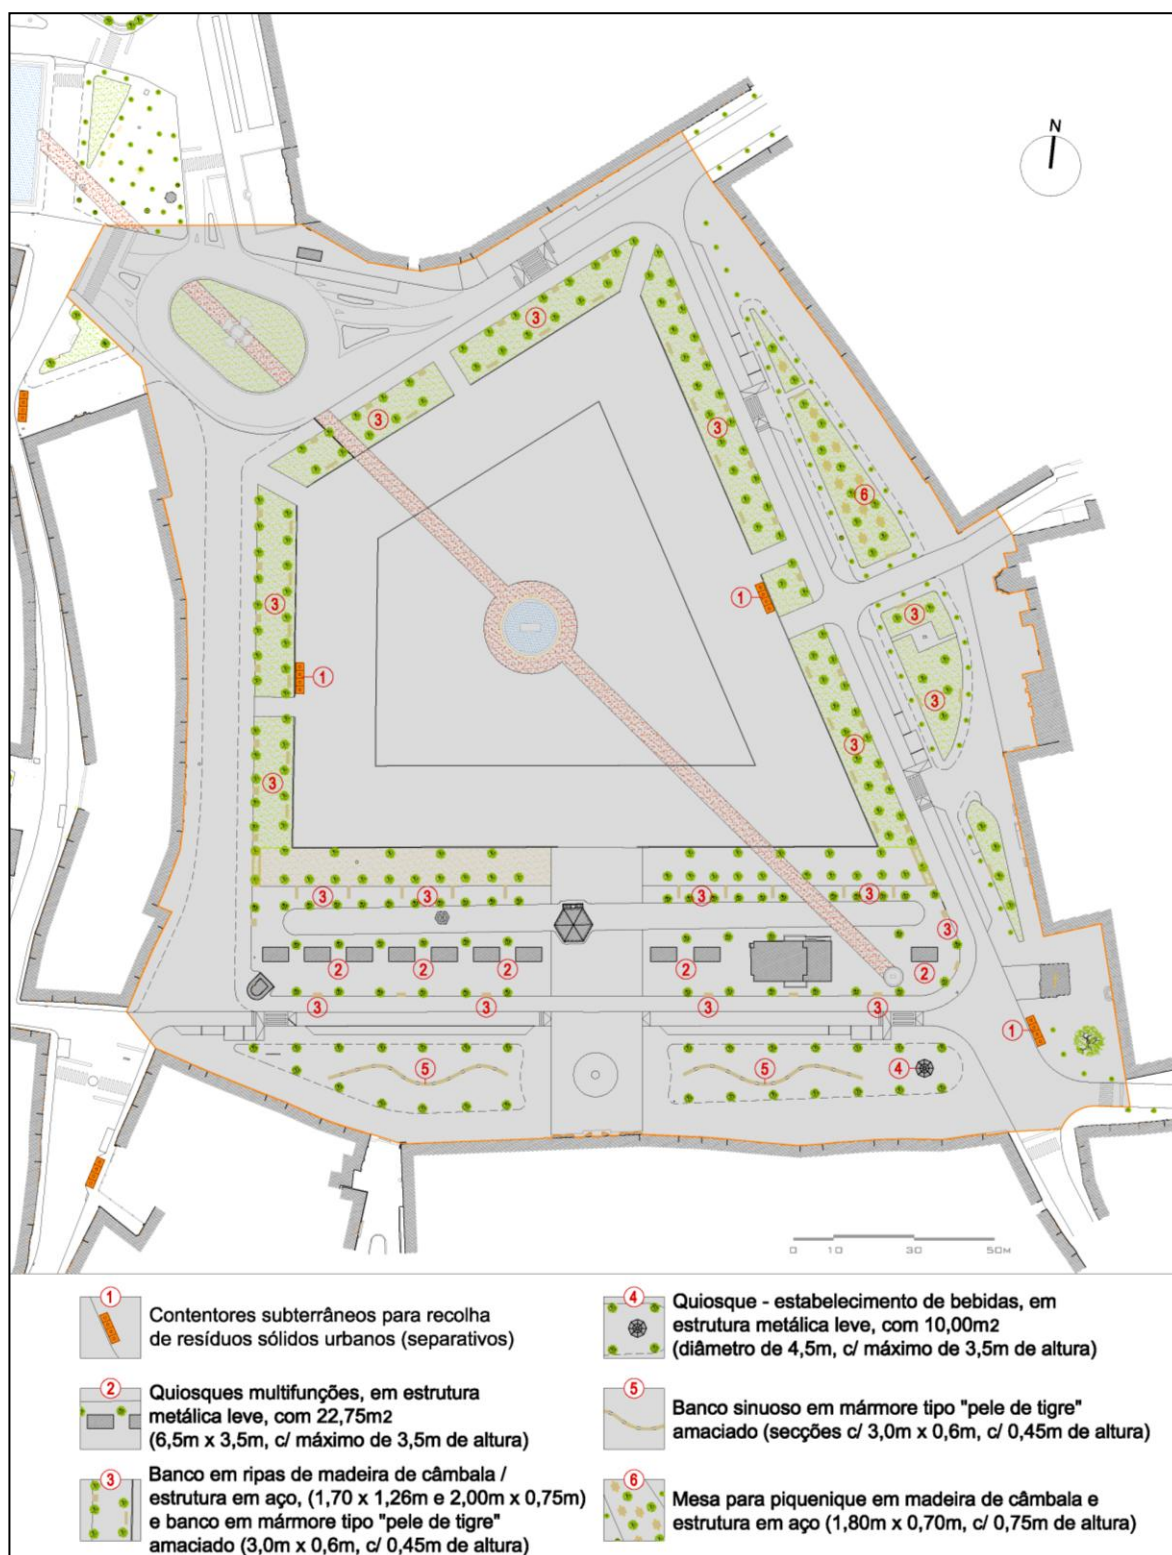 N
3
3
3
6
1
3
3
1
3
3
3
3
3
3
3
3
2
2
2
2
2
3
3
3
3
1
5
5
4
0 10 30 50M
1
Contentores subterrâneos para recolha
de resíduos sólidos urbanos (separativos)
2
Quiosques multifunções, em estrutura
metálica leve, com 22,75m2
(6,5m x 3,5m, c/ máximo de 3,5m de altura)
3
Banco em ripas de madeira de câmbala /
estrutura em aço, (1,70 x 1,26m e 2,00m x 0,75m)
e banco em mármore tipo "pele de tigre"
amaciado (3,0m x 0,6m, c/ 0,45m de altura)
4
Quiosque - estabelecimento de bebidas, em
estrutura metálica leve, com 10,00m2
(diâmetro de 4,5m, c/ máximo de 3,5m de altura)
5
Banco sinuoso em mármore tipo "pele de tigre"
amaciado (secções c/ 3,0m x 0,6m, c/ 0,45m de altura)
6
Mesa para piquenique em madeira de câmbala e
estrutura em aço (1,80m x 0,70m, c/ 0,75m de altura)